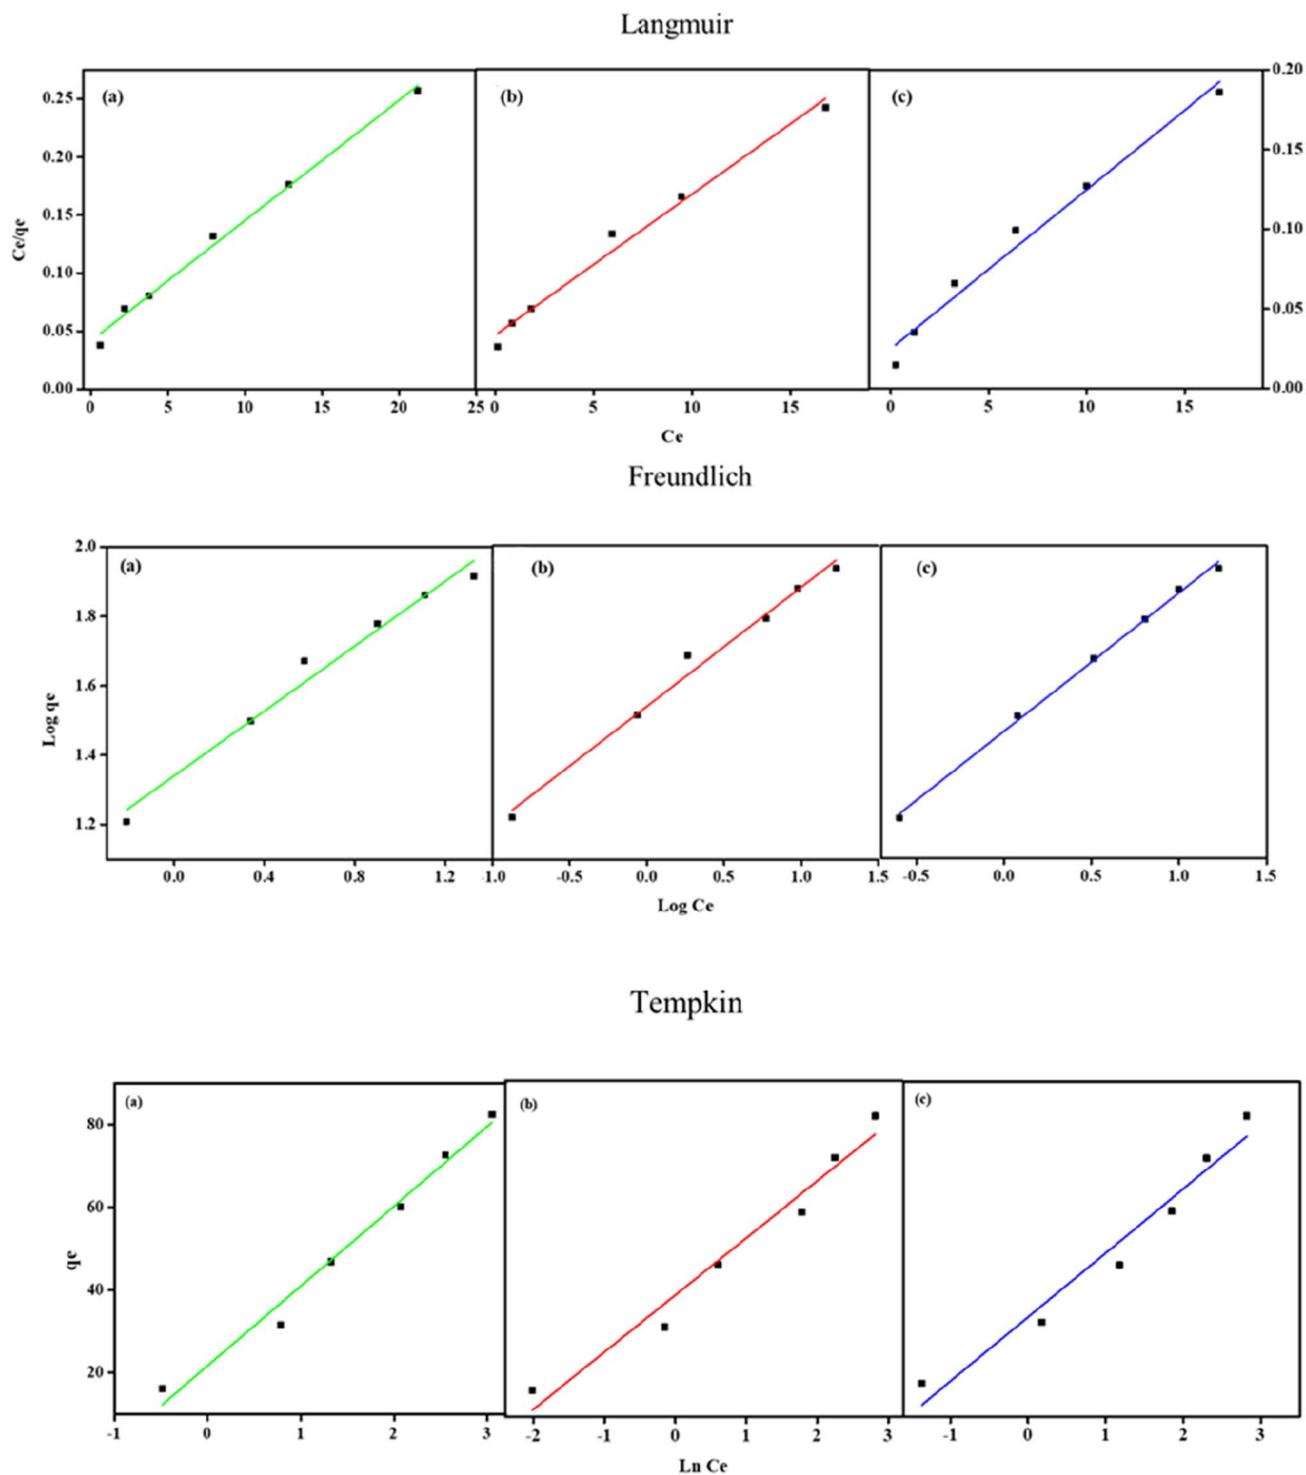 Langmuir
(a)
(b)
(c)
0.25
0.20
0.15
0.10
0.05
0.00
Ce/qe
0.20
0.15
0.10
0.05
0.00
0 5 10 15 20 25 0 5 10 15 0 5 10 15
Ce
Freundlich
(a)
(b)
(c)
2.0
1.8
1.6
1.4
1.2
Log qe
0.0 0.4 0.8 1.2 -1.0 -0.5 0.0 0.5 1.0 1.5 -0.5 0.0 0.5 1.0 1.5
Log Ce
Tempkin
(a)
(b)
(c)
80
60
40
20
qe
-1 0 1 2 3 -2 -1 0 1 2 3 -1 0 1 2 3
Ln Ce